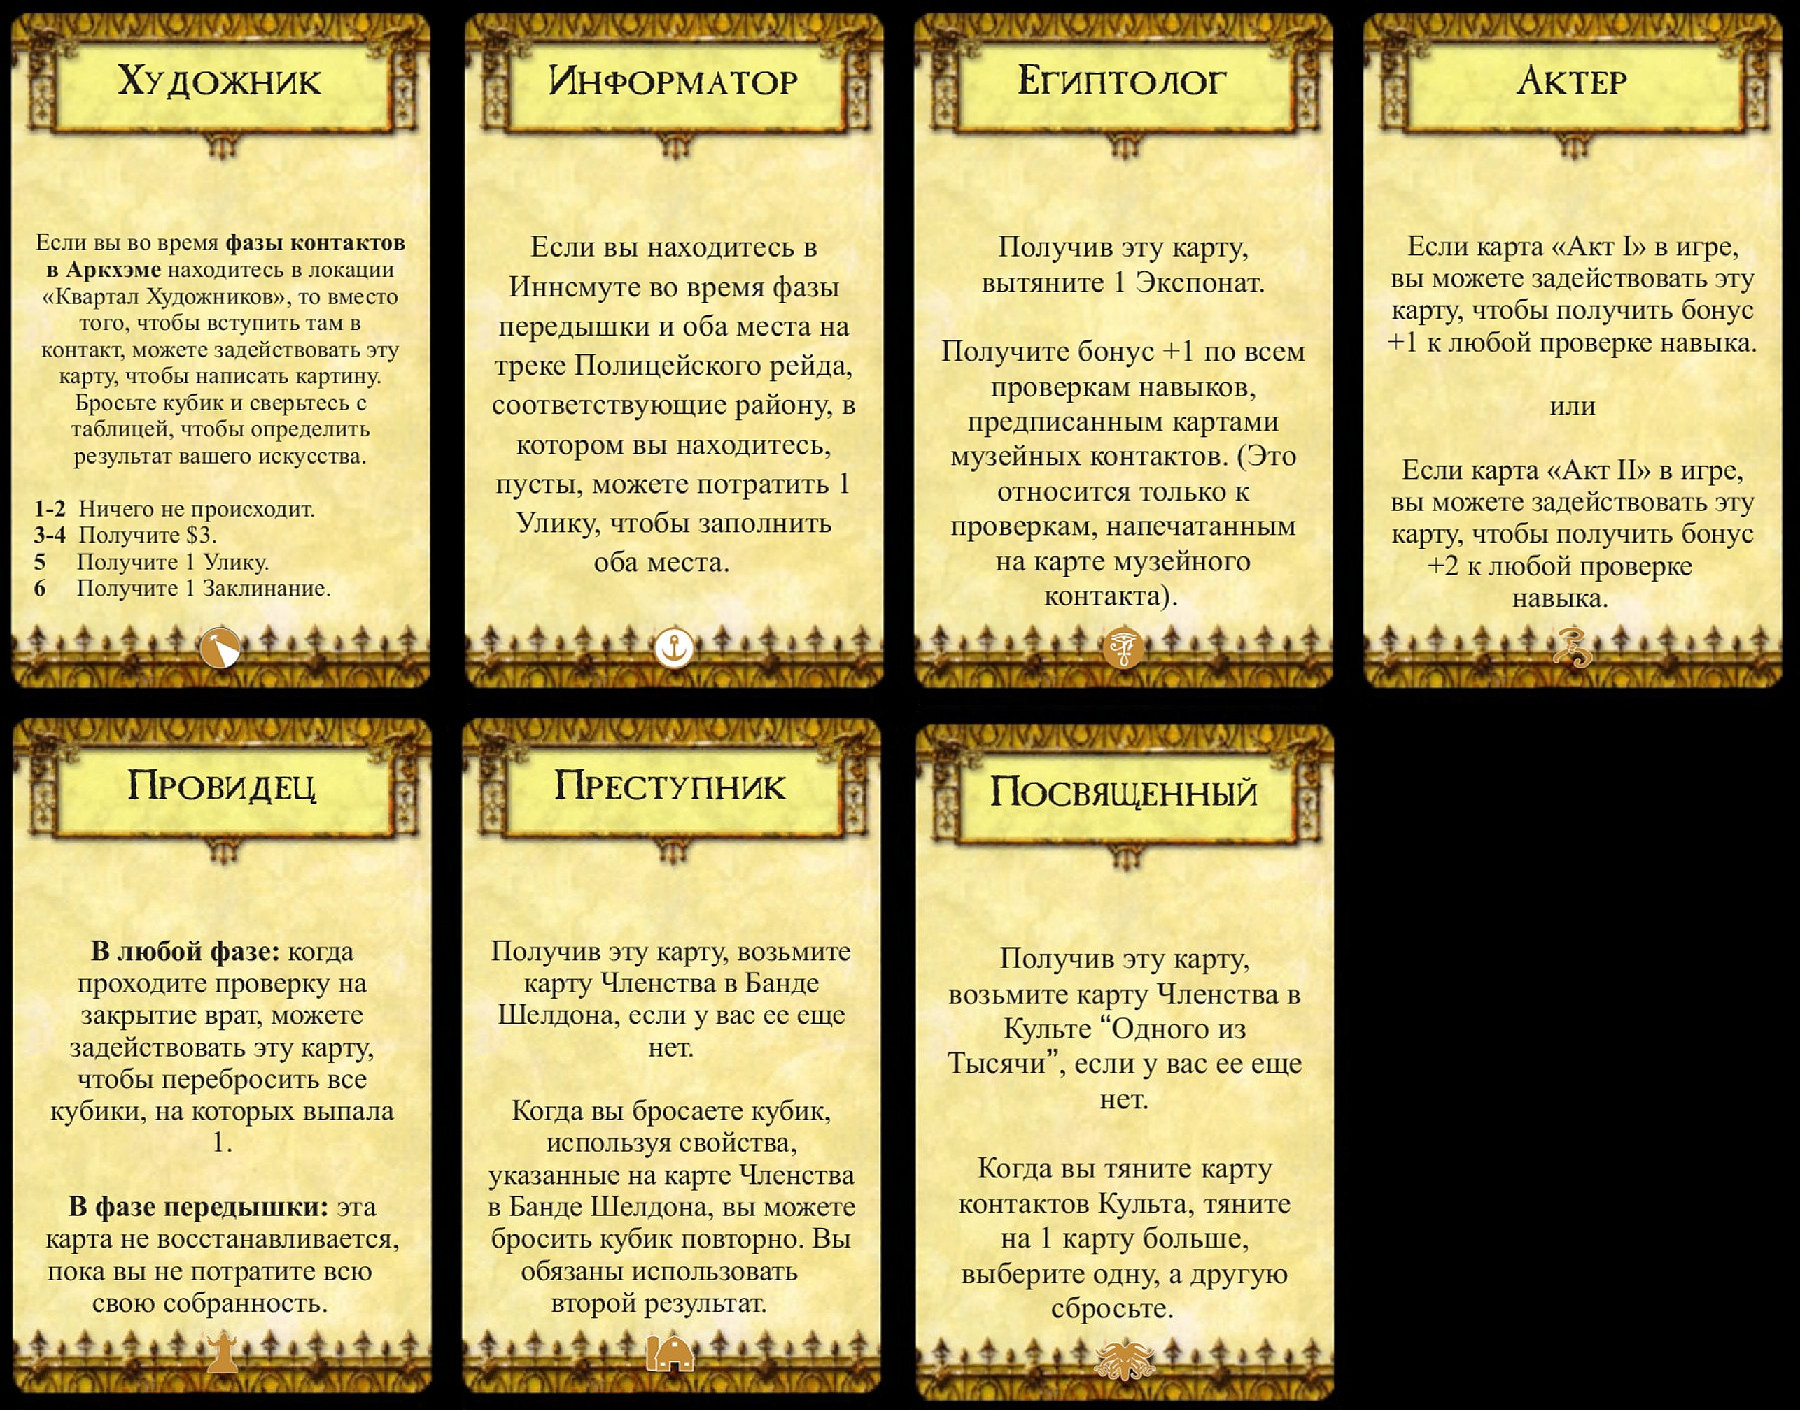 Художник
Если вы во время фазы контактов
в Аркхэме находитесь в локации
«Квартал Художников», то вместо
того, чтобы вступить там в
контакт, можете задействовать эту
карту, чтобы написать картину.
Бросьте кубик и сверьтесь с
таблицей, чтобы определить
результат вашего искусства.
1-2 Ничего не происходит.
3-4 Получите $3.
5 Получите 1 Улику.
6 Получите 1 Заклинание.
Информатор
Если вы находитесь в
Иннсмуте во время фазы
передышки и оба места на
треке Полицейского рейда,
соответствующие району, в
котором вы находитесь,
пусты, можете потратить 1
Улику, чтобы заполнить
оба места.
Египтолог
Получив эту карту,
вытяните 1 Экспонат.
Получите бонус +1 по всем
проверкам навыков,
предписанным картами
музейных контактов. (Это
относится только к
проверкам, напечатанным
на карте музейного
контакта).
Актер
Если карта «Акт I» в игре,
вы можете задействовать эту
карту, чтобы получить бонус
+1 к любой проверке навыка.
или
Если карта «Акт II» в игре,
вы можете задействовать эту
карту, чтобы получить бонус
+2 к любой проверке
навыка.
Провидец
В любой фазе: когда
проходите проверку на
закрытие врат, можете
задействовать эту карту,
чтобы перебросить все
кубики, на которых выпала
1.
В фазе передышки: эта
карта не восстанавливается,
пока вы не потратите всю
свою собранность.
Преступник
Получив эту карту, возьмите
карту Членства в Банде
Шелдона, если у вас ее еще
нет.
Когда вы бросаете кубик,
используя свойства,
указанные на карте Членства
в Банде Шелдона, вы можете
бросить кубик повторно. Вы
обязаны использовать
второй результат.
Посвященный
Получив эту карту,
возьмите карту Членства в
Культе “Одного из
Тысячи”, если у вас ее еще
нет.
Когда вы тяните карту
контактов Культа, тяните
на 1 карту больше,
выберите одну, а другую
сбросьте.